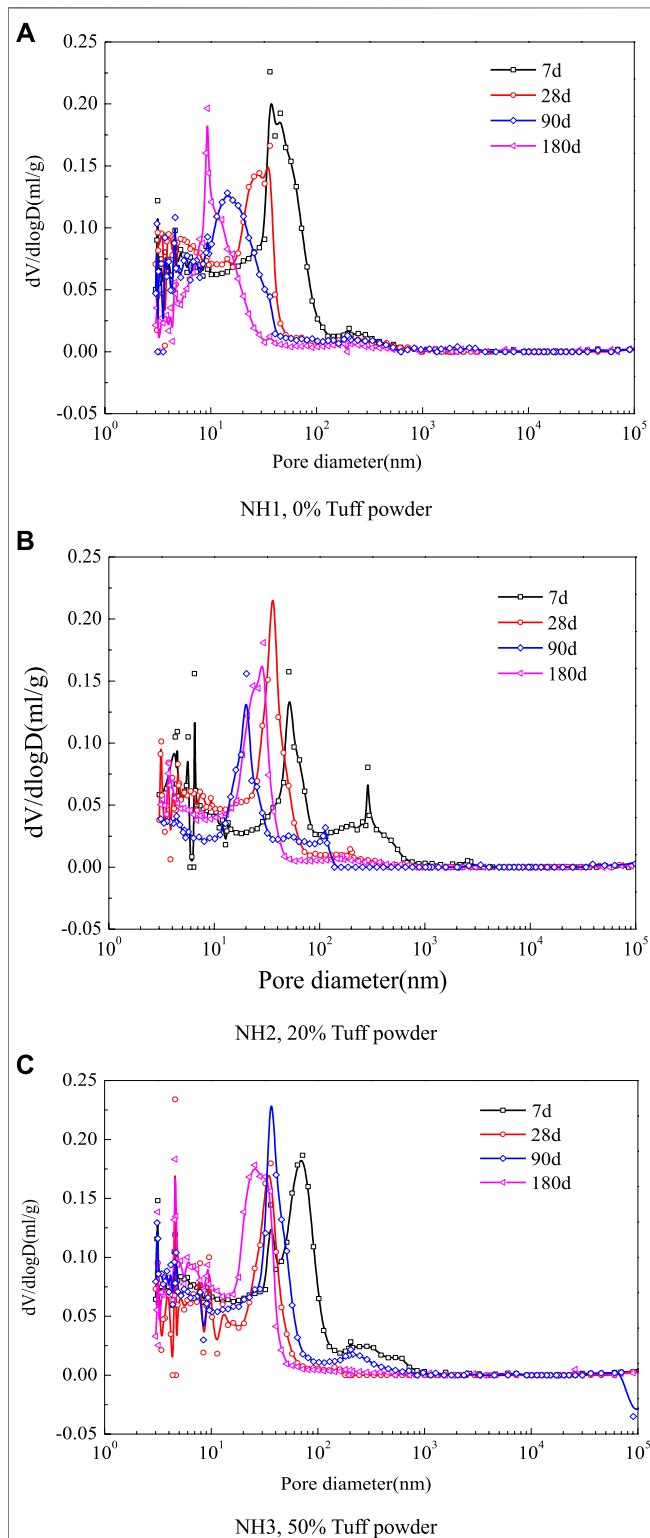 A
0.25
0.20
0.15
0.10
0.05
0.00
-0.05
dV/dlogD(ml/g)
7d
28d
90d
180d
10^0 10^1 10^2 10^3 10^4 10^5
Pore diameter(nm)
NH1, 0% Tuff powder
B
0.25
0.20
0.15
0.10
0.05
0.00
-0.05
dV/dlogD(ml/g)
7d
28d
90d
180d
10^0 10^1 10^2 10^3 10^4 10^5
Pore diameter(nm)
NH2, 20% Tuff powder
C
0.25
0.20
0.15
0.10
0.05
0.00
-0.05
dV/dlogD(ml/g)
7d
28d
90d
180d
10^0 10^1 10^2 10^3 10^4 10^5
Pore diameter(nm)
NH3, 50% Tuff powder